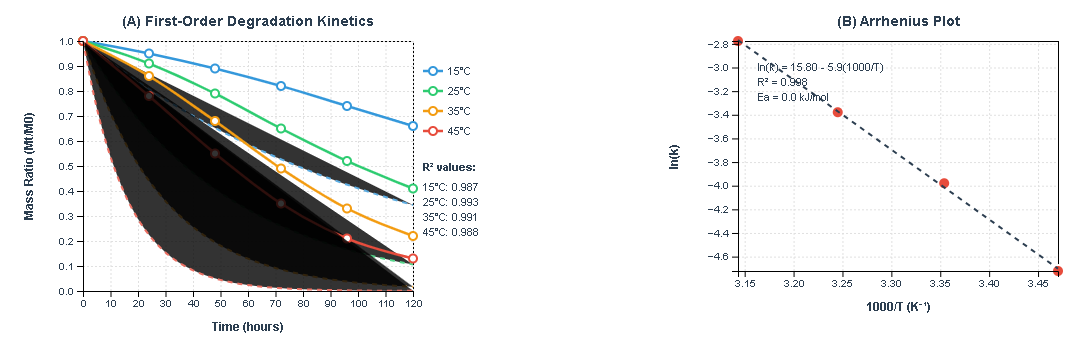 (A) First-Order Degradation Kinetics
Mass Ratio (Mt/M0)
1.0
0.9
0.8
0.7
0.6
0.5
0.4
0.3
0.2
0.1
0.0
0 10 20 30 40 50 60 70 80 90 100 110 120
Time (hours)
15°C
25°C
35°C
45°C
R² values:
15°C: 0.987
25°C: 0.993
35°C: 0.991
45°C: 0.988
(B) Arrhenius Plot
ln(k)
−2.8
−3.0
−3.2
−3.4
−3.6
−3.8
−4.0
−4.2
−4.4
−4.6
ln(k) = 15.80 - 5.9(1000/T)
R² = 0.998
Ea = 0.0 kJ/mol
3.15 3.20 3.25 3.30 3.35 3.40 3.45
1000/T (K⁻¹)